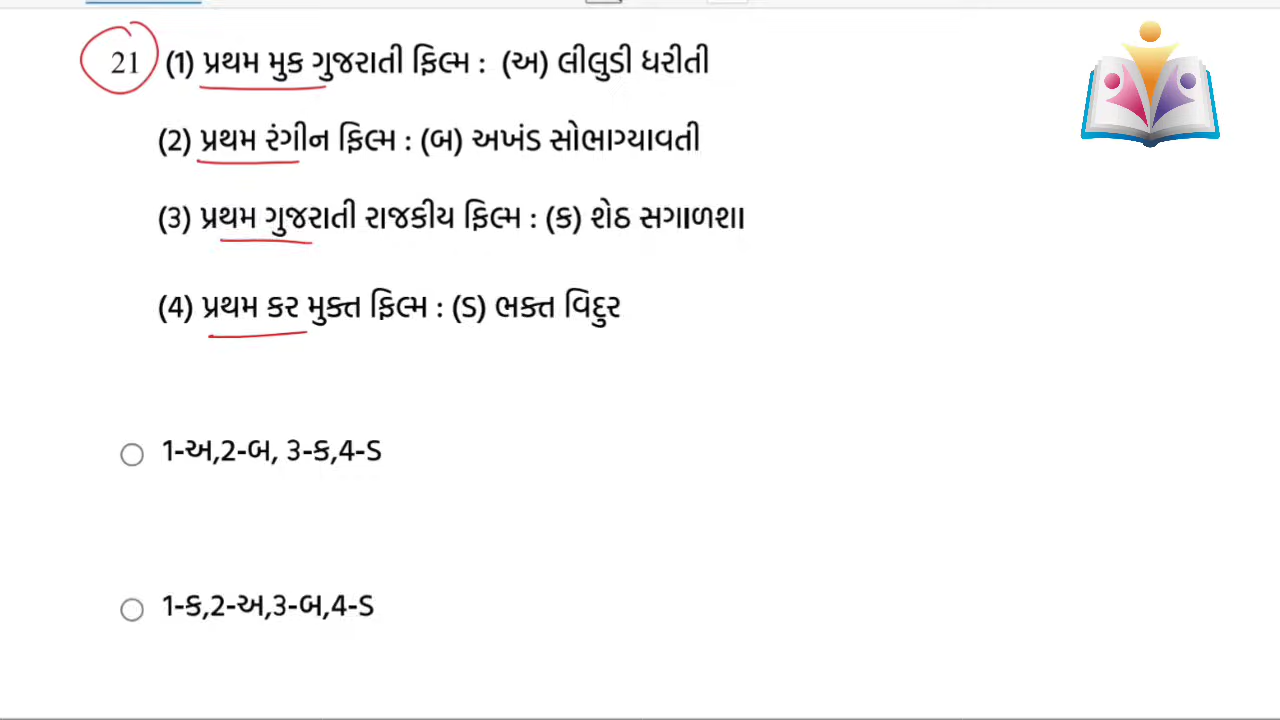 21 (1) પ્રથમ મુક ગુજરાતી ફિલ્મ : (અ) લીલુડી ધરીતી
(2) પ્રથમ રંગીન ફિલ્મ : (બ) અખંડ સોભાગ્યાવતી
(3) પ્રથમ ગુજરાતી રાજકીય ફિલ્મ : (ક) શેઠ સગાળશા
(4) પ્રથમ કર મુક્ત ફિલ્મ : (ડ) ભક્ત વિદુર
1-અ,2-બ, 3-ક,4-ડ
1-ક,2-અ,3-બ,4-ડ